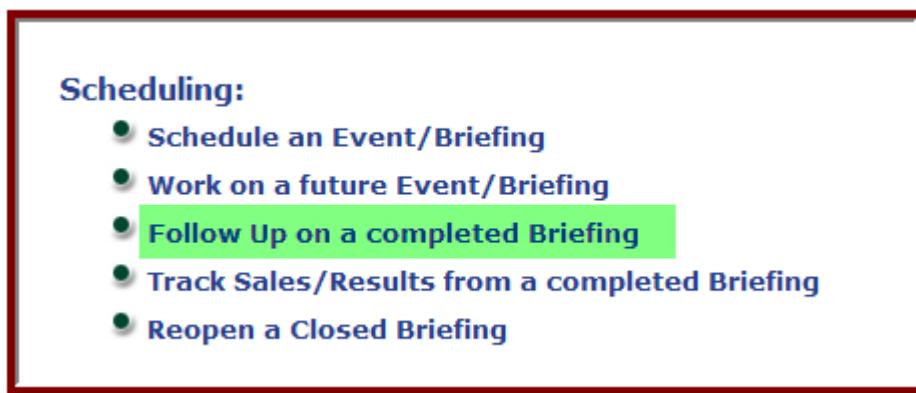 Scheduling:
Schedule an Event/Briefing
Work on a future Event/Briefing
Follow Up on a completed Briefing
Track Sales/Results from a completed Briefing
Reopen a Closed Briefing